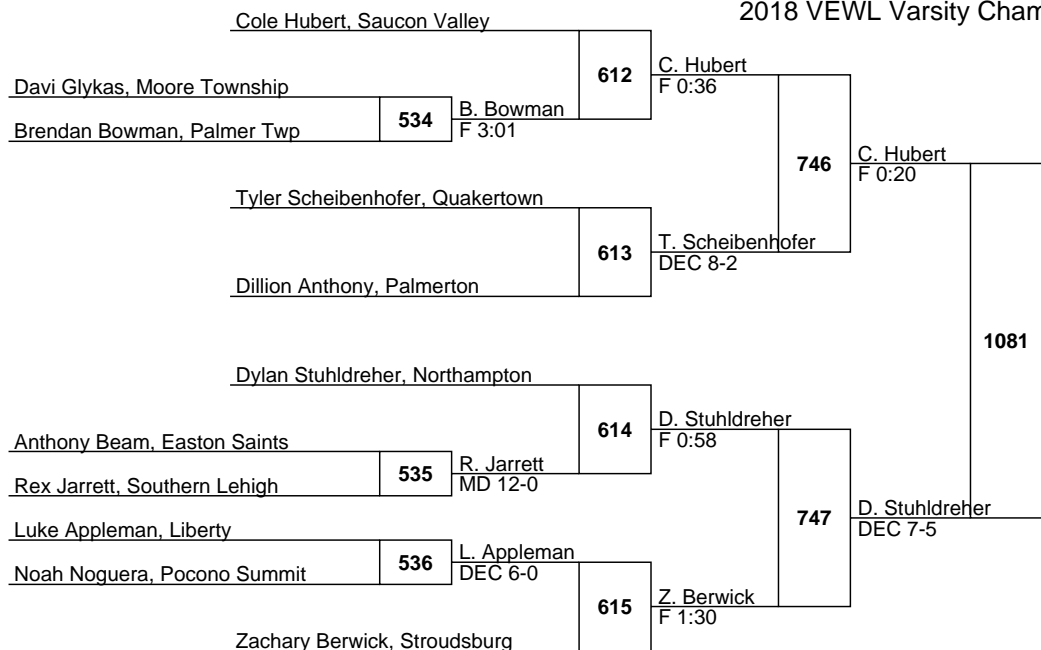 2018 VEWL Varsity Cham
Cole Hubert, Saucon Valley
612
C. Hubert
F 0:36
Davi Glykas, Moore Township
534
B. Bowman
F 3:01
Brendan Bowman, Palmer Twp
746
C. Hubert
F 0:20
Tyler Scheibenhofer, Quakertown
613
T. Scheibenhofer
DEC 8-2
Dillion Anthony, Palmerton
1081
Dylan Stuhldreher, Northampton
614
D. Stuhldreher
F 0:58
Anthony Beam, Easton Saints
535
R. Jarrett
MD 12-0
Rex Jarrett, Southern Lehigh
747
D. Stuhldreher
DEC 7-5
Luke Appleman, Liberty
536
L. Appleman
DEC 6-0
Noah Noguera, Pocono Summit
615
Z. Berwick
F 1:30
Zachary Berwick, Stroudsburg